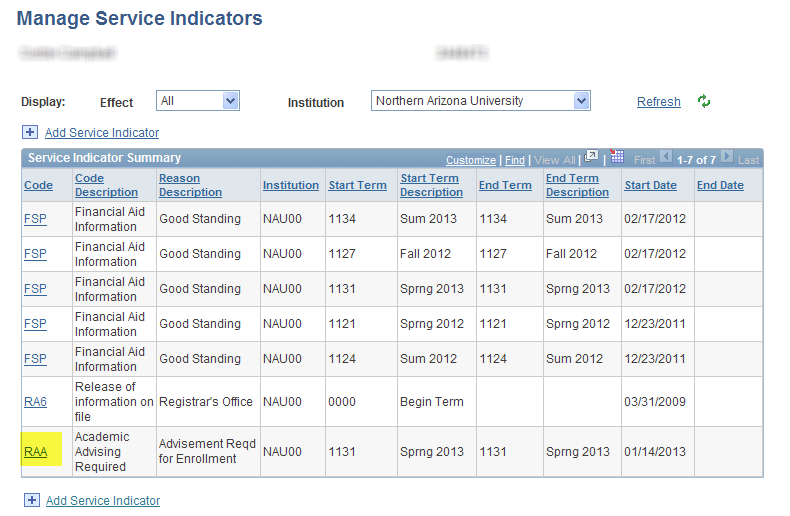 Manage Service Indicators
Display: Effect All Institution Northern Arizona University Refresh
Add Service Indicator
Service Indicator Summary Customize | Find | View All | | First 1-7 of 7 Last
Code Code Description Reason Description Institution Start Term Start Term Description End Term End Term Description Start Date End Date
FSP Financial Aid Information Good Standing NAU00 1134 Sum 2013 1134 Sum 2013 02/17/2012
FSP Financial Aid Information Good Standing NAU00 1127 Fall 2012 1127 Fall 2012 02/17/2012
FSP Financial Aid Information Good Standing NAU00 1131 Sprng 2013 1131 Sprng 2013 02/17/2012
FSP Financial Aid Information Good Standing NAU00 1121 Sprng 2012 1121 Sprng 2012 12/23/2011
FSP Financial Aid Information Good Standing NAU00 1124 Sum 2012 1124 Sum 2012 12/23/2011
RA6 Release of information on file Registrar's Office NAU00 0000 Begin Term 03/31/2009
RAA Academic Advising Required Advisement Reqd for Enrollment NAU00 1131 Sprng 2013 1131 Sprng 2013 01/14/2013
Add Service Indicator